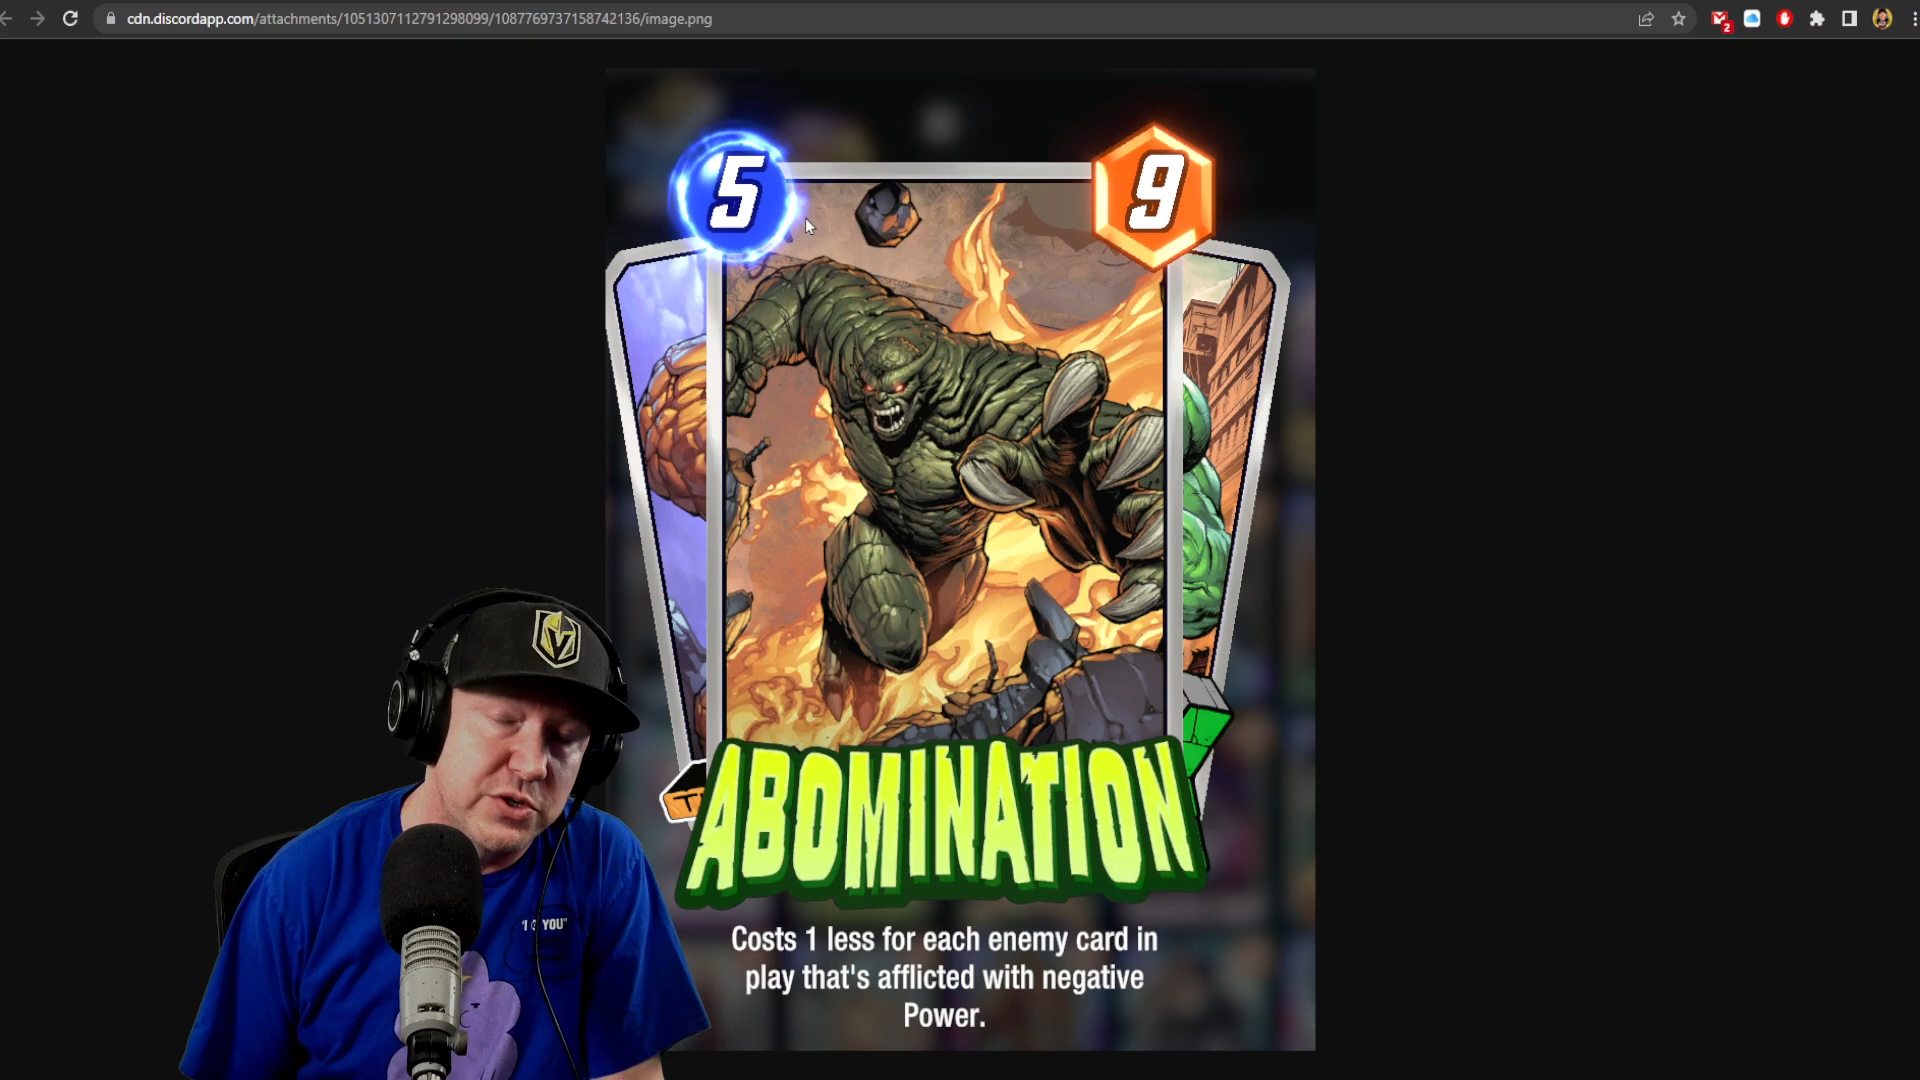 cdn.discordapp.com/attachments/1051307112791298099/1087769737158742136/image.png
2
5
9
ABOMINATION
Costs 1 less for each enemy card in
play that's afflicted with negative
Power.